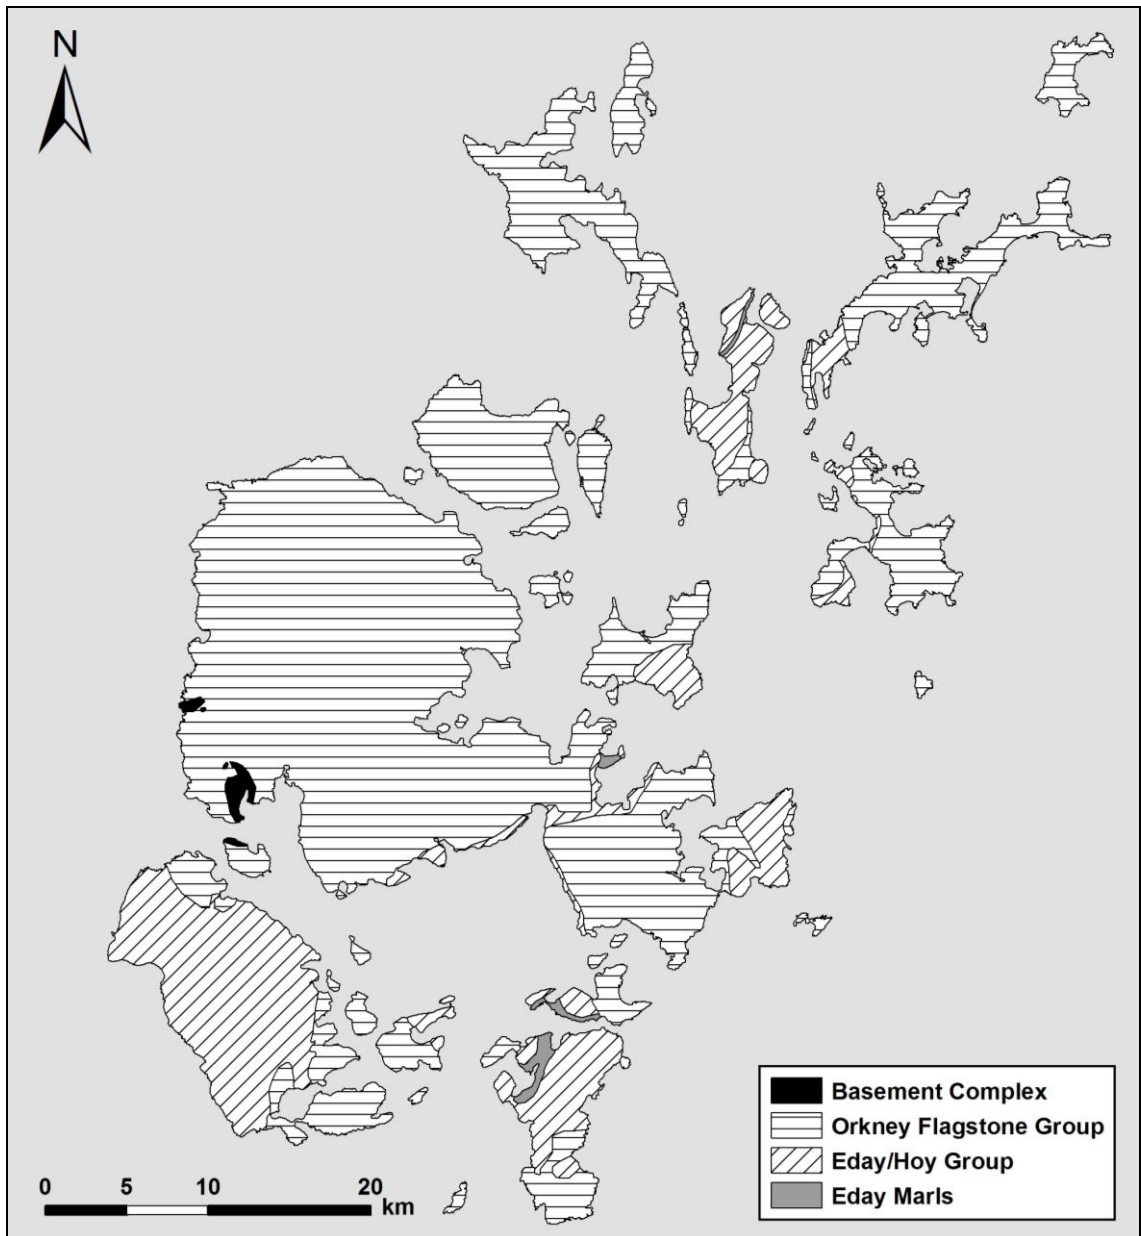 N
Basement Complex
Orkney Flagstone Group
Eday/Hoy Group
Eday Marls
0 5 10 20
km